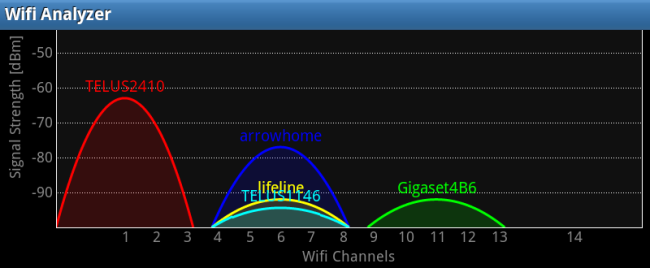 Wifi Analyzer
Signal Strength [dBm]
-50
-60
-70
-80
-90
TELUS2410
arrowhome
lifeline
TELUS1146
Gigaset4B6
1 2 3 4 5 6 7 8 9 10 11 12 13 14
Wifi Channels